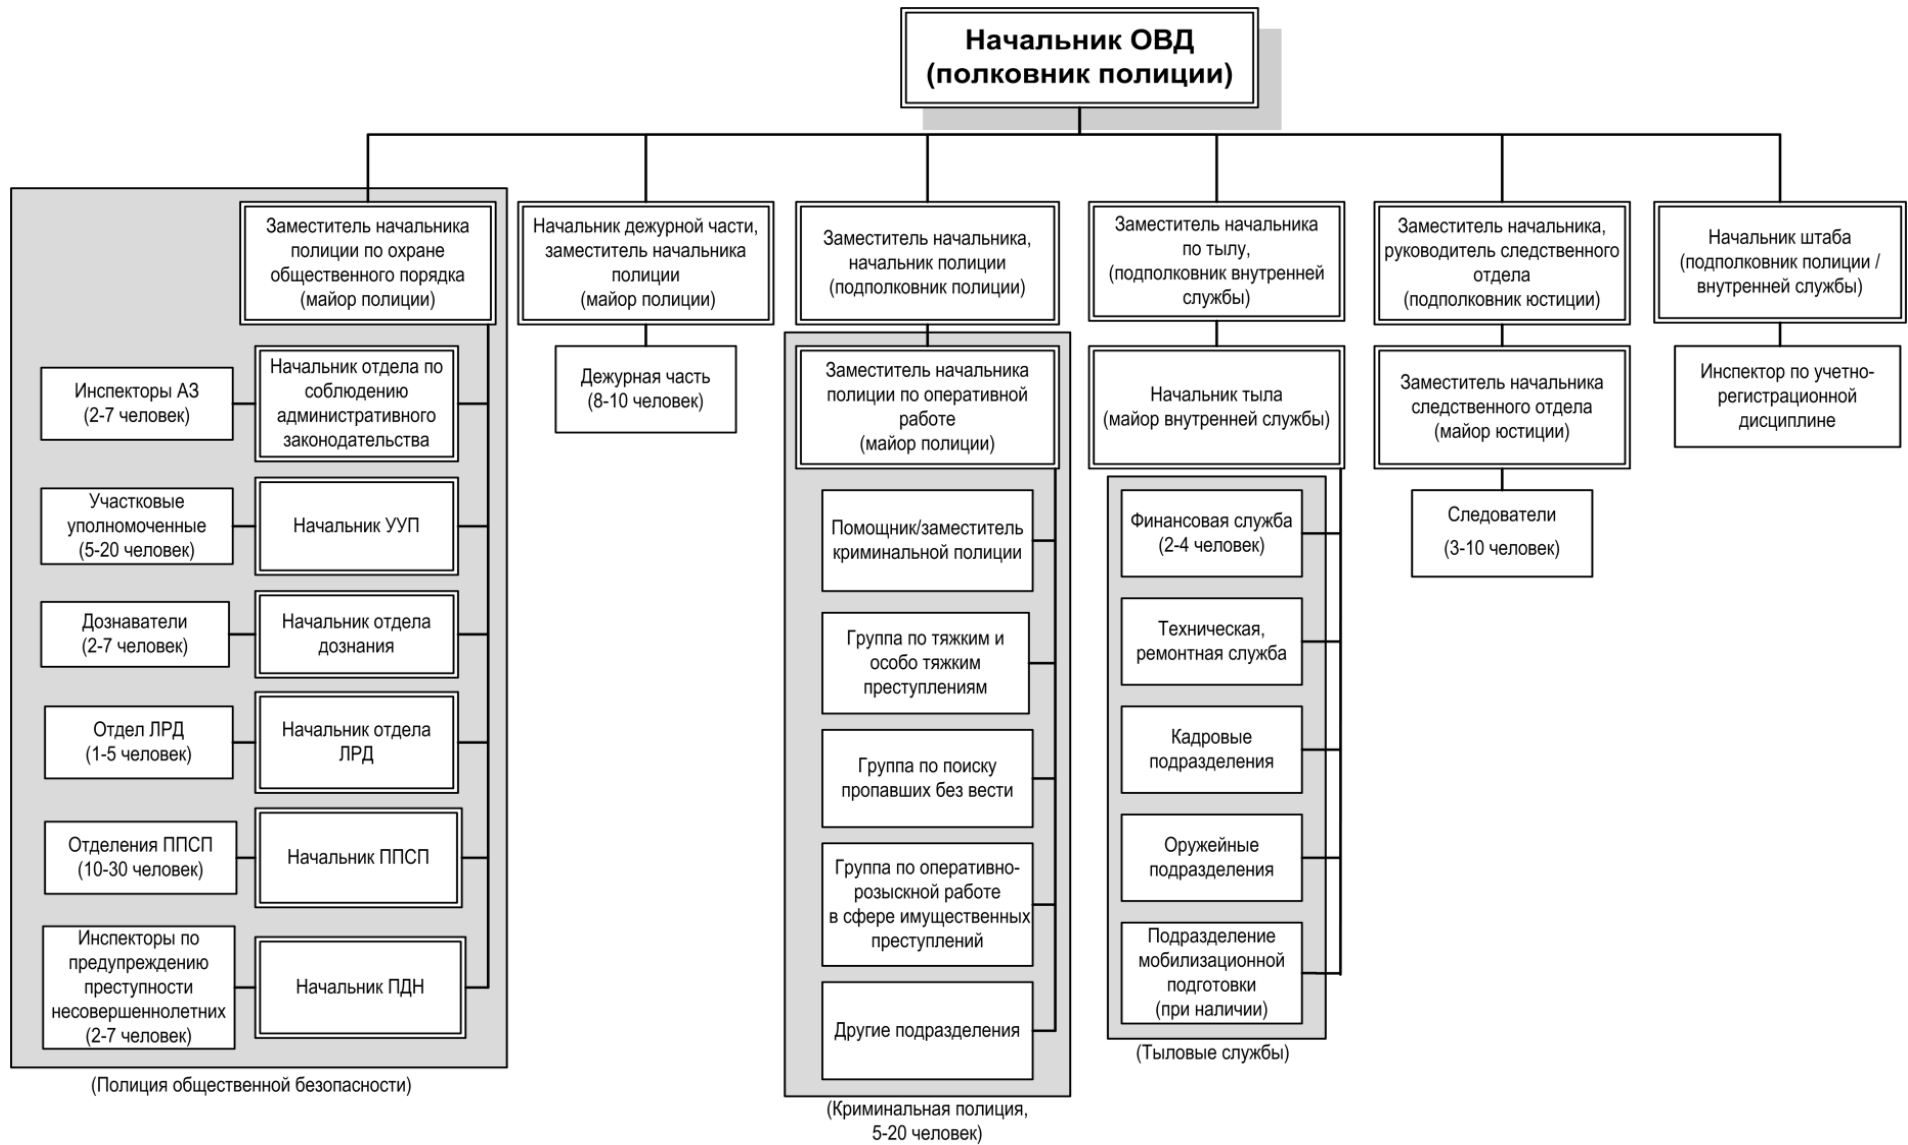 Начальник ОВД
(полковник полиции)
Заместитель начальника
полиции по охране
общественного порядка
(майор полиции)
Начальник дежурной части,
заместитель начальника
полиции
(майор полиции)
Заместитель начальника,
начальник полиции
(подполковник полиции)
Заместитель начальника
по тылу,
(подполковник внутренней
службы)
Заместитель начальника,
руководитель следственного
отдела
(подполковник юстиции)
Начальник штаба
(подполковник полиции /
внутренней службы)
Инспекторы АЗ
(2-7 человек)
Начальник отдела по
соблюдению
административного
законодательства
Участковые
уполномоченные
(5-20 человек)
Начальник УУП
Дознаватели
(2-7 человек)
Начальник отдела
дознания
Отдел ЛРД
(1-5 человек)
Начальник отдела
ЛРД
Отделения ППСП
(10-30 человек)
Начальник ППСП
Инспекторы по
предупреждению
преступности
несовершеннолетних
(2-7 человек)
Начальник ПДН
(Полиция общественной безопасности)
Дежурная часть
(8-10 человек)
Заместитель начальника
полиции по оперативной
работе
(майор полиции)
Помощник/заместитель
криминальной полиции
Группа по тяжким и
особо тяжким
преступлениям
Группа по поиску
пропавших без вести
Группа по оперативно-
розыскной работе
в сфере имущественных
преступлений
Другие подразделения
(Криминальная полиция,
5-20 человек)
Начальник тыла
(майор внутренней службы)
Финансовая служба
(2-4 человек)
Техническая,
ремонтная служба
Кадровые
подразделения
Оружейные
подразделения
Подразделение
мобилизационной
подготовки
(при наличии)
(Тыловые службы)
Заместитель начальника
следственного отдела
(майор юстиции)
Следователи
(3-10 человек)
Инспектор по учетно-
регистрационной
дисциплине